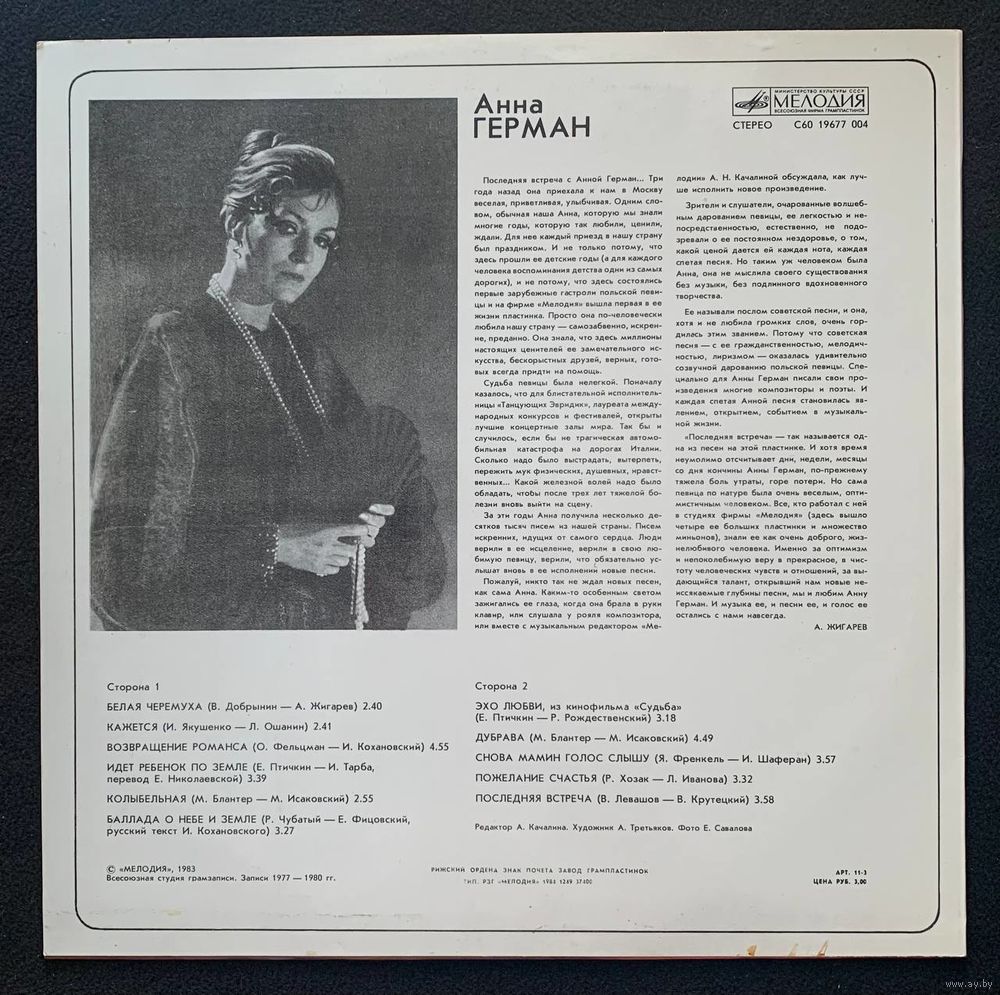 Анна
ГЕРМАН
МИНИСТЕРСТВО КУЛЬТУРЫ СССР
МЕЛОДИЯ
ВСЕСОЮЗНАЯ ФИРМА ГРАМПЛАСТИНОК
СТЕРЕО С60 19677 004
Последняя встреча с Анной Герман... Три
года назад она приехала к нам в Москву
веселая, приветливая, улыбчивая. Одним сло-
вом, обычная наша Анна, которую мы знали
многие годы, которую так любили, ценили,
ждали. Для нее каждый приезд в нашу страну
был праздником. И не только потому, что
здесь прошли ее детские годы (а для каждого
человека воспоминания детства одни из самых
дорогих), и не потому, что здесь состоялись
первые зарубежные гастроли польской певи-
цы и на фирме «Мелодия» вышла первая в ее
жизни пластинка. Просто она по-человечески
любила нашу страну — самозабвенно, искрен-
не, преданно. Она знала, что здесь миллионы
настоящих ценителей ее замечательного ис-
кусства, бескорыстных друзей, верных, гото-
вых всегда придти на помощь.
Судьба певицы была нелегкой. Поначалу
казалось, что для блистательной исполнитель-
ницы «Танцующих Эвридик», лауреата между-
народных конкурсов и фестивалей, открыты
лучшие концертные залы мира. Так бы и
случилось, если бы не трагическая автомо-
бильная катастрофа на дорогах Италии.
Сколько надо было выстрадать, вытерпеть,
пережить мук физических, душевных, нравст-
венных... Какой железной волей надо было
обладать, чтобы после трех лет тяжелой бо-
лезни вновь выйти на сцену.
За эти годы Анна получила несколько де-
сятков тысяч писем из нашей страны. Писем
искренних, идущих от самого сердца. Люди
верили в ее исцеление, верили в свою лю-
бимую певицу, верили, что обязательно ус-
лышат вновь в ее исполнении новые песни.
Пожалуй, никто так не ждал новых песен,
как сама Анна. Каким-то особенным светом
зажигались ее глаза, когда она брала в руки
клавир, или слушала у рояля композитора,
или вместе с музыкальным редактором «Ме-
лодии» А. Н. Качалиной обсуждала, как луч-
ше исполнить новое произведение.
Зрители и слушатели, очарованные волшеб-
ным дарованием певицы, ее легкостью и не-
посредственностью, естественно, не подо-
зревали о ее постоянном нездоровье, о том,
какой ценой дается ей каждая нота, каждая
спетая песня. Но таким уж человеком была
Анна, она не мыслила своего существования
без музыки, без подлинного вдохновенного
творчества.
Ее называли послом советской песни, и она,
хотя и не любила громких слов, очень гор-
дилась этим званием. Потому что советская
песня — с ее гражданственностью, мелодич-
ностью, лиризмом — оказалась удивительно
созвучной дарованию польской певицы. Спе-
циально для Анны Герман писали свои про-
изведения многие композиторы и поэты. И
каждая спетая Анной песня становилась яв-
лением, открытием, событием в музыкаль-
ной жизни.
«Последняя встреча» — так называется од-
на из песен на этой пластинке. И хотя время
неумолимо отсчитывает дни, недели, месяцы
со дня кончины Анны Герман, по-прежнему
тяжела боль утраты, горе потери. Но сама
певица по натуре была очень веселым, опти-
мистичным человеком. Все, кто работал с ней
в студиях фирмы «Мелодия» (здесь вышло
четыре ее больших пластинки и множество
миньонов), знали ее как очень доброго, жиз-
нелюбивого человека. Именно за оптимизм
и непоколебимую веру в прекрасное, в чис-
тоту человеческих чувств и отношений, за вы-
дающийся талант, открывший нам новые не-
иссякаемые глубины песни, мы и любим Анну
Герман. И музыка ее, и песни ее, и голос ее
остались с нами навсегда.
А. ЖИГАРЕВ
Сторона 1
БЕЛАЯ ЧЕРЕМУХА (В. Добрынин — А. Жигарев) 2.40
КАЖЕТСЯ (И. Якушенко — Л. Ошанин) 2.41
ВОЗВРАЩЕНИЕ РОМАНСА (О. Фельцман — И. Кохановский) 4.55
ИДЕТ РЕБЕНОК ПО ЗЕМЛЕ (Е. Птичкин — И. Тарба,
перевод Е. Николаевской) 3.39
КОЛЫБЕЛЬНАЯ (М. Блантер — М. Исаковский) 2.55
БАЛЛАДА О НЕБЕ И ЗЕМЛЕ (Р. Чубатый — Е. Фицовский,
русский текст И. Кохановского) 3.27
Сторона 2
ЭХО ЛЮБВИ, из кинофильма «Судьба»
(Е. Птичкин — Р. Рождественский) 3.18
ДУБРАВА (М. Блантер — М. Исаковский) 4.49
СНОВА МАМИН ГОЛОС СЛЫШУ (Я. Френкель — И. Шаферан) 3.57
ПОЖЕЛАНИЕ СЧАСТЬЯ (Р. Хозак — Л. Иванова) 3.32
ПОСЛЕДНЯЯ ВСТРЕЧА (В. Левашов — В. Крутецкий) 3.58
Редактор А. Качалина. Художник А. Третьяков. Фото Е. Савалова
© «МЕЛОДИЯ», 1983
Всесоюзная студия грамзаписи. Записи 1977 — 1980 гг.
РИЖСКИЙ ОРДЕНА ЗНАК ПОЧЕТА ЗАВОД ГРАМПЛАСТИНОК
ТИП. РЗГ «МЕЛОДИЯ» 1984 1249 37400
АРТ. 11-3
ЦЕНА РУБ. 3,00
www.ay.by